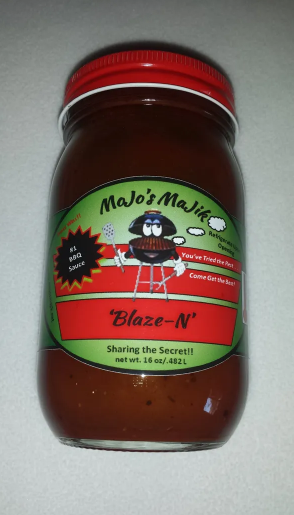 MaJo's MaJik
Refrigerate
#1
BBQ
Sauce
You've Tried the Rest
Come Get the Best!
'Blaze-N'
Sharing the Secret!!
net wt. 16 oz/.482 L